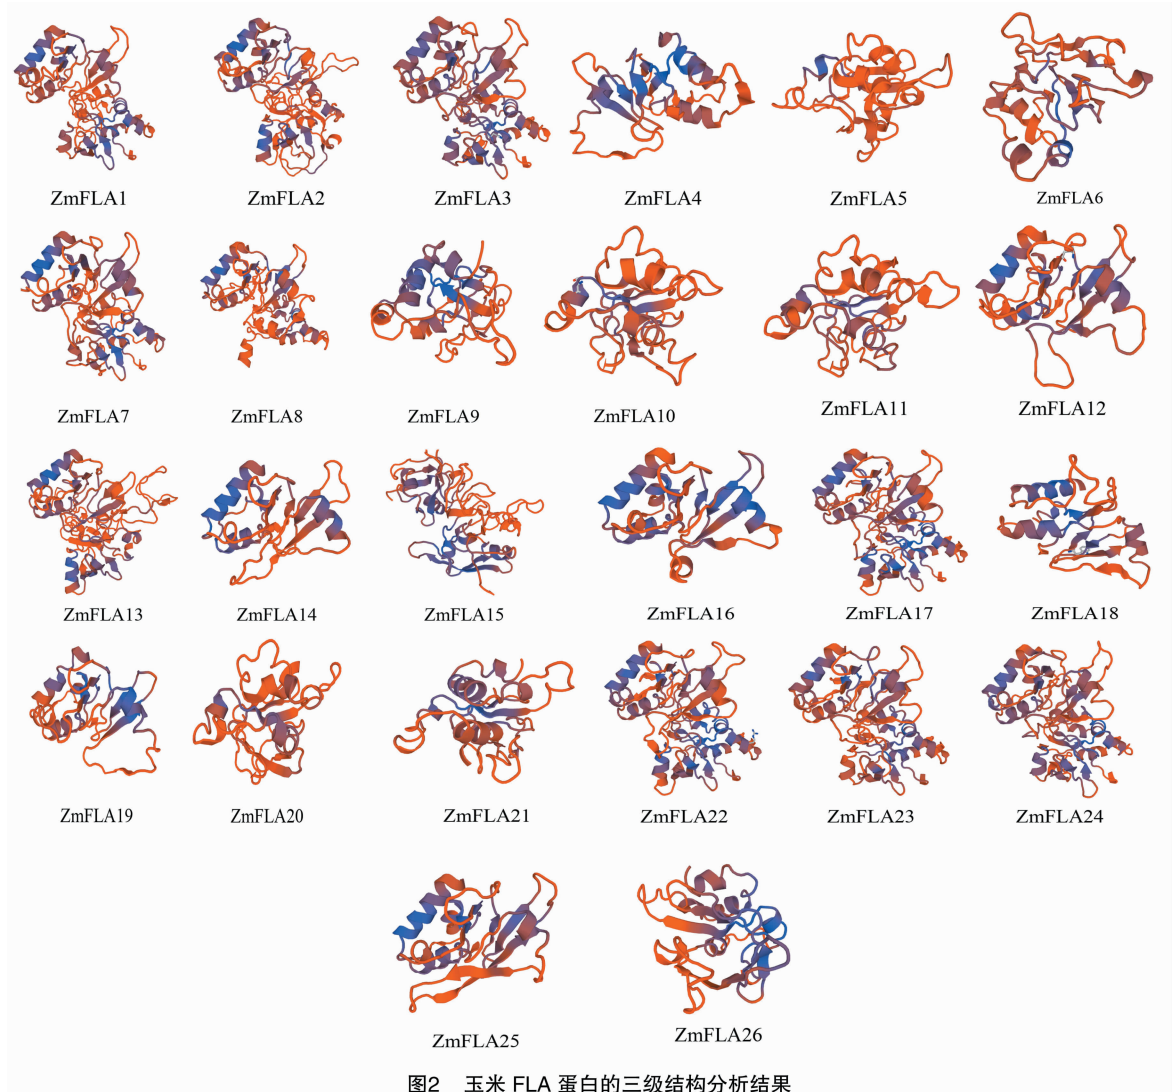 ZmFLA1 ZmFLA2 ZmFLA3 ZmFLA4 ZmFLA5 ZmFLA6
ZmFLA7 ZmFLA8 ZmFLA9 ZmFLA10 ZmFLA11 ZmFLA12
ZmFLA13 ZmFLA14 ZmFLA15 ZmFLA16 ZmFLA17 ZmFLA18
ZmFLA19 ZmFLA20 ZmFLA21 ZmFLA22 ZmFLA23 ZmFLA24
ZmFLA25 ZmFLA26
图2 玉米 FLA 蛋白的三级结构分析结果